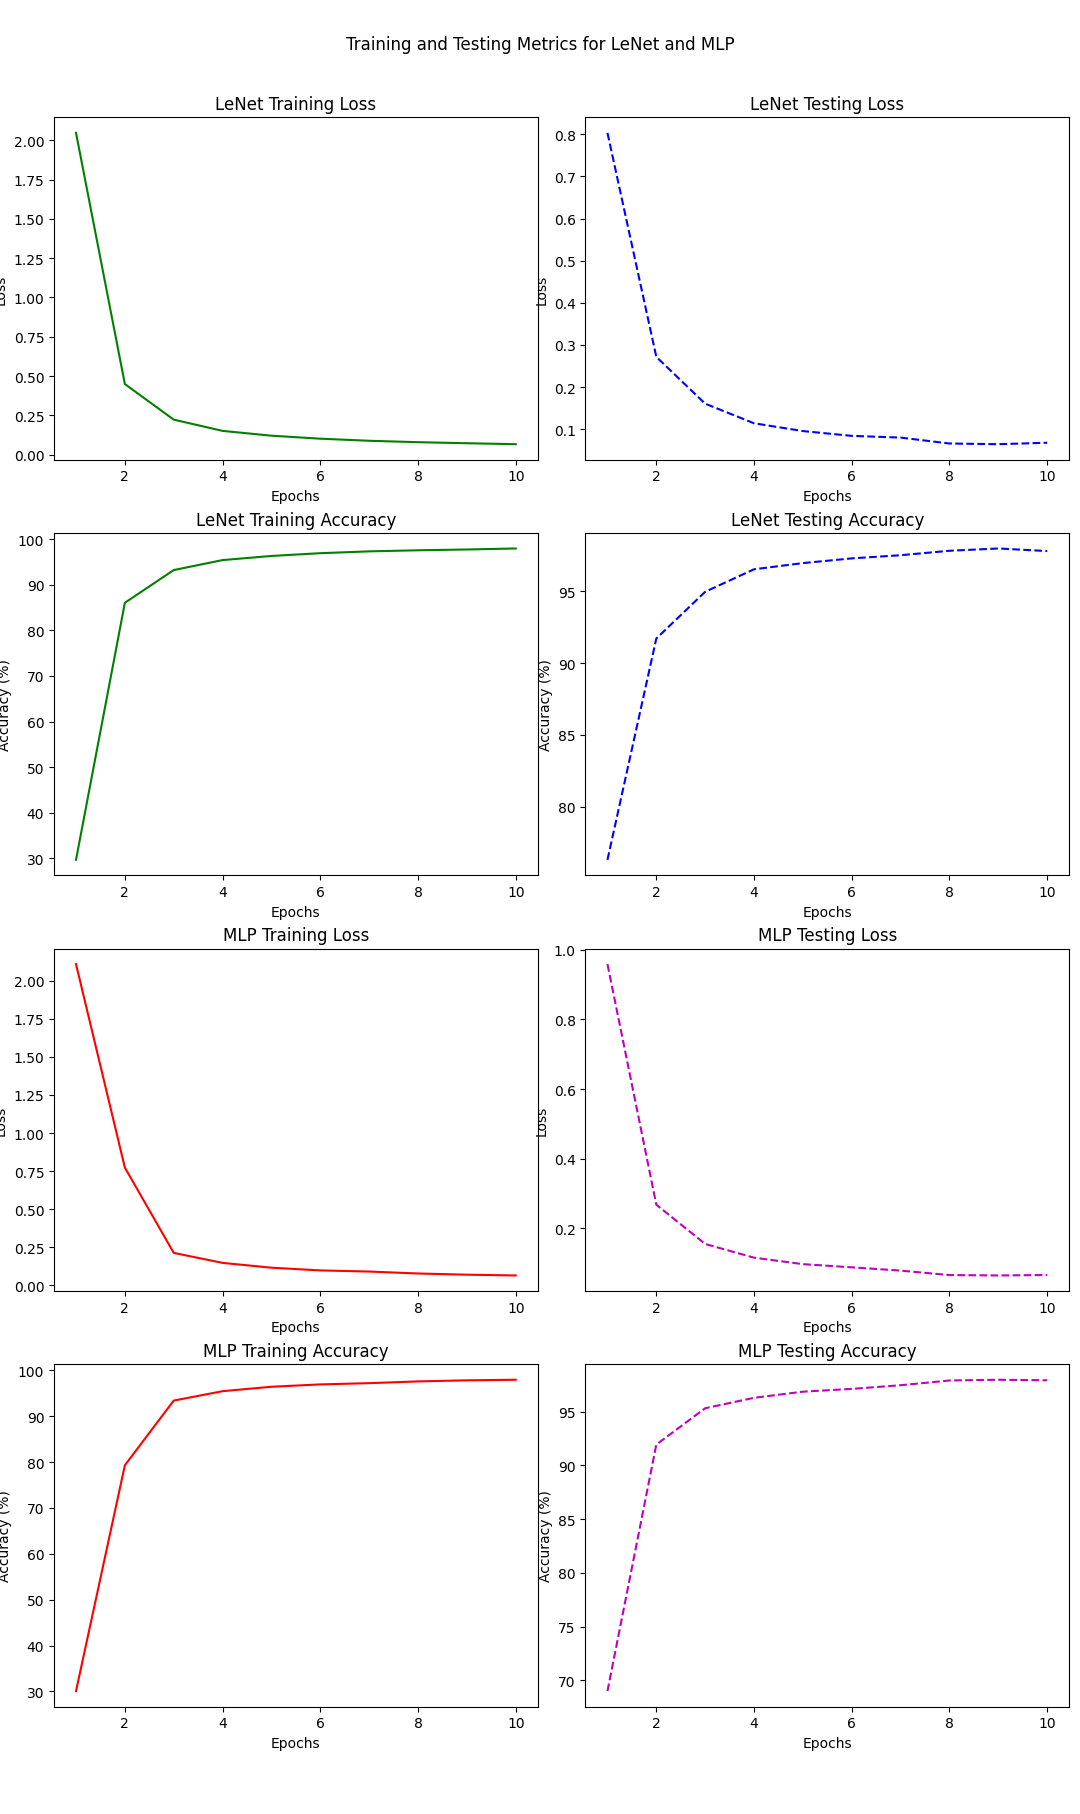 Training and Testing Metrics for LeNet and MLP
LeNet Training Loss
2.00
1.75
1.50
1.25
1.00
0.75
0.50
0.25
0.00
Loss
2 4 6 8 10
Epochs
LeNet Testing Loss
0.8
0.7
0.6
0.5
0.4
0.3
0.2
0.1
Loss
2 4 6 8 10
Epochs
LeNet Training Accuracy
100
90
80
70
60
50
40
30
Accuracy (%)
2 4 6 8 10
Epochs
LeNet Testing Accuracy
95
90
85
80
Accuracy (%)
2 4 6 8 10
Epochs
MLP Training Loss
2.00
1.75
1.50
1.25
1.00
0.75
0.50
0.25
0.00
Loss
2 4 6 8 10
Epochs
MLP Testing Loss
1.0
0.8
0.6
0.4
0.2
Loss
2 4 6 8 10
Epochs
MLP Training Accuracy
100
90
80
70
60
50
40
30
Accuracy (%)
2 4 6 8 10
Epochs
MLP Testing Accuracy
95
90
85
80
75
70
Accuracy (%)
2 4 6 8 10
Epochs